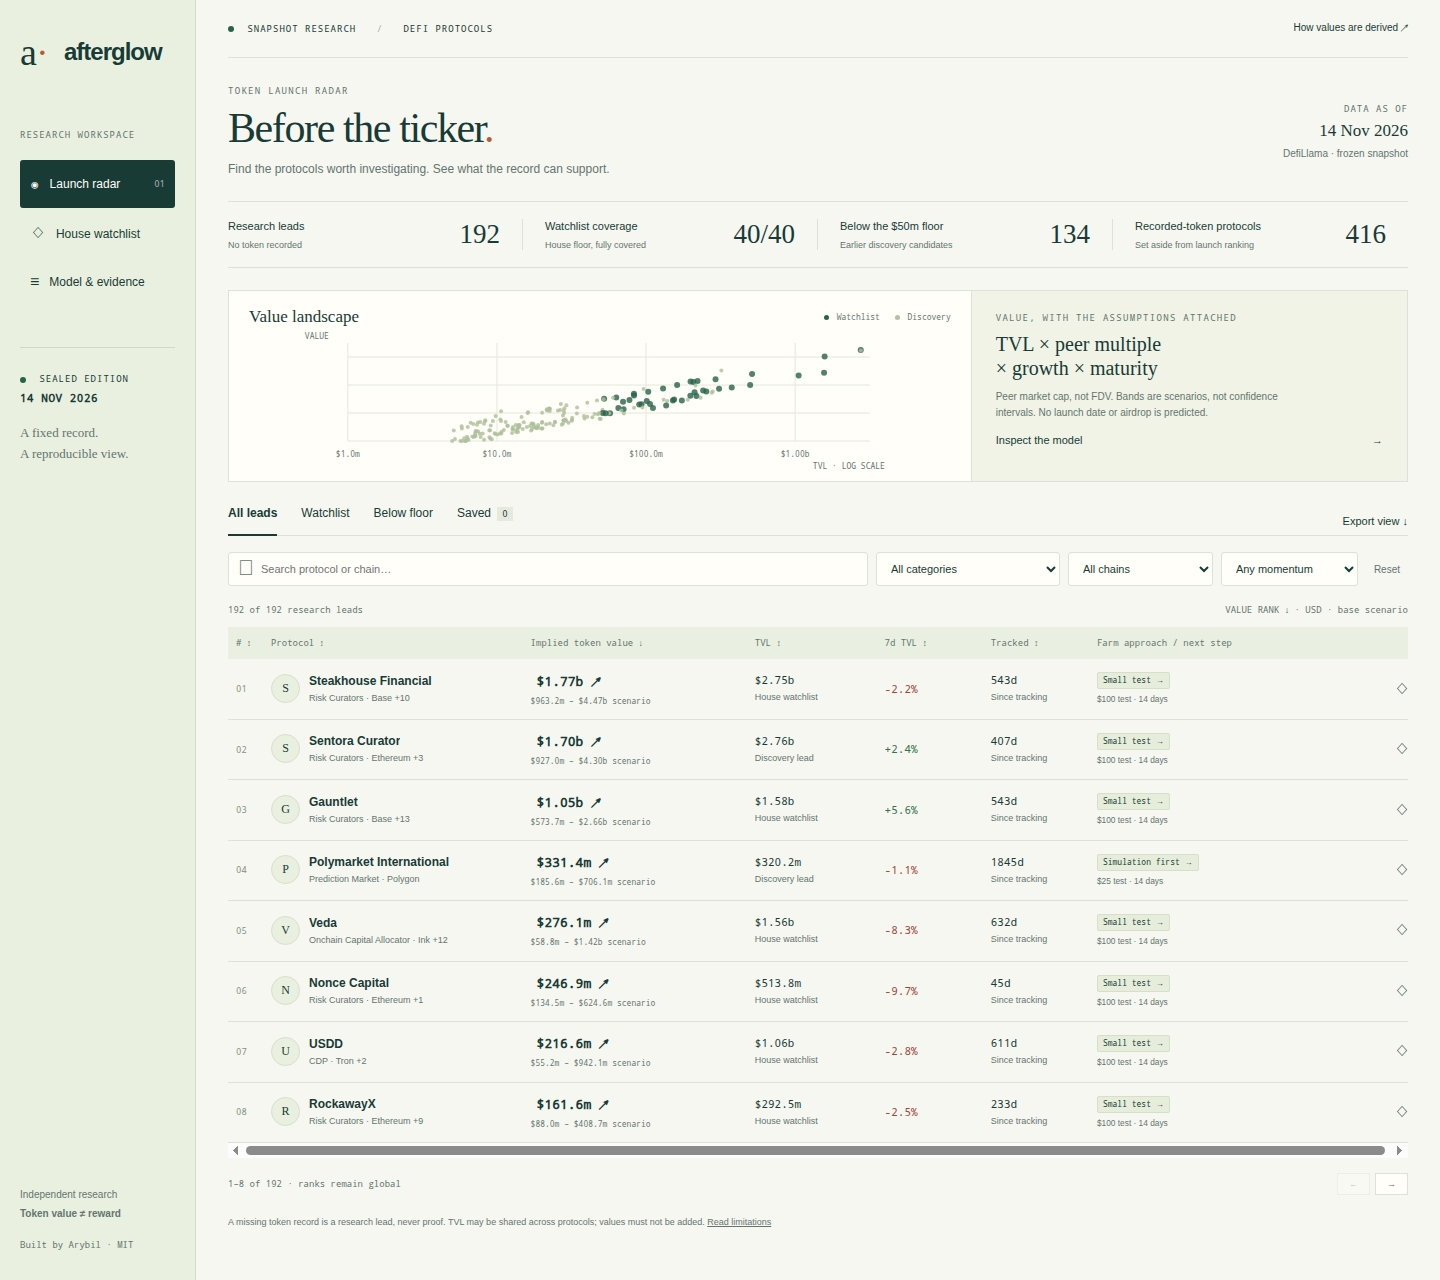 a· afterglow
RESEARCH WORKSPACE
Launch radar 01
House watchlist
Model & evidence
SEALED EDITION
14 NOV 2026
A fixed record.
A reproducible view.
Independent research
Token value ≠ reward
Built by Arybil · MIT
SNAPSHOT RESEARCH / DEFI PROTOCOLS
How values are derived ↗
TOKEN LAUNCH RADAR
Before the ticker.
Find the protocols worth investigating. See what the record can support.
DATA AS OF
14 Nov 2026
DefiLlama · frozen snapshot
Research leads
No token recorded
192
Watchlist coverage
House floor, fully covered
40/40
Below the $50m floor
Earlier discovery candidates
134
Recorded-token protocols
Set aside from launch ranking
416
Value landscape
Watchlist Discovery
VALUE
$1.0m $10.0m $100.0m $1.00b
TVL · LOG SCALE
VALUE, WITH THE ASSUMPTIONS ATTACHED
TVL × peer multiple
× growth × maturity
Peer market cap, not FDV. Bands are scenarios, not confidence
intervals. No launch date or airdrop is predicted.
Inspect the model →
All leads Watchlist Below floor Saved 0
Export view ↓
Search protocol or chain… All categories All chains Any momentum Reset
192 of 192 research leads
VALUE RANK ↓ · USD · base scenario
# ↕ Protocol ↕ Implied token value ↓ TVL ↕ 7d TVL ↕ Tracked ↕ Farm approach / next step
01 S Steakhouse Financial $1.77b ↗ $2.75b -2.2% 543d Small test →
Risk Curators · Base +10 $963.2m – $4.47b scenario House watchlist Since tracking $100 test · 14 days
02 S Sentora Curator $1.70b ↗ $2.76b +2.4% 407d Small test →
Risk Curators · Ethereum +3 $927.0m – $4.30b scenario Discovery lead Since tracking $100 test · 14 days
03 G Gauntlet $1.05b ↗ $1.58b +5.6% 543d Small test →
Risk Curators · Base +13 $573.7m – $2.66b scenario House watchlist Since tracking $100 test · 14 days
04 P Polymarket International $331.4m ↗ $320.2m -1.1% 1845d Simulation first →
Prediction Market · Polygon $185.6m – $706.1m scenario Discovery lead Since tracking $25 test · 14 days
05 V Veda $276.1m ↗ $1.56b -8.3% 632d Small test →
Onchain Capital Allocator · Ink +12 $58.8m – $1.42b scenario House watchlist Since tracking $100 test · 14 days
06 N Nonce Capital $246.9m ↗ $513.8m -9.7% 45d Small test →
Risk Curators · Ethereum +1 $134.5m – $624.6m scenario House watchlist Since tracking $100 test · 14 days
07 U USDD $216.6m ↗ $1.06b -2.8% 611d Small test →
CDP · Tron +2 $55.2m – $942.1m scenario House watchlist Since tracking $100 test · 14 days
08 R RockawayX $161.6m ↗ $292.5m -2.5% 233d Small test →
Risk Curators · Ethereum +9 $88.0m – $408.7m scenario House watchlist Since tracking $100 test · 14 days
1–8 of 192 · ranks remain global
← →
A missing token record is a research lead, never proof. TVL may be shared across protocols; values must not be added. Read limitations